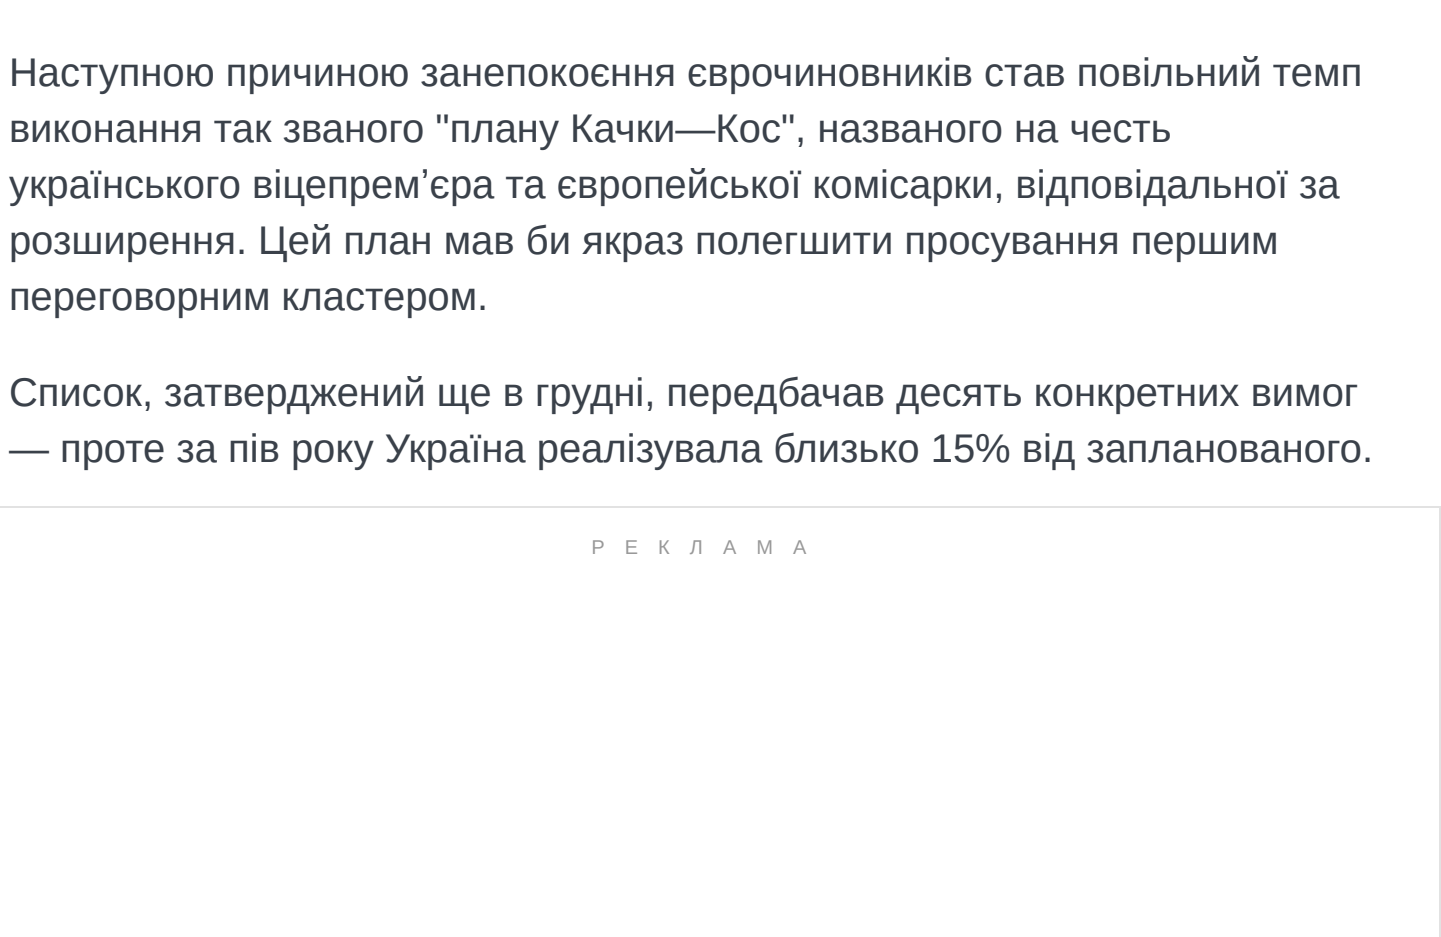 Наступною причиною занепокоєння єврочиновників став повільний темп
виконання так званого "плану Качки—Кос", названого на честь
українського віцепрем’єра та європейської комісарки, відповідальної за
розширення. Цей план мав би якраз полегшити просування першим
переговорним кластером.
Список, затверджений ще в грудні, передбачав десять конкретних вимог
— проте за пів року Україна реалізувала близько 15% від запланованого.
РЕКЛАМА